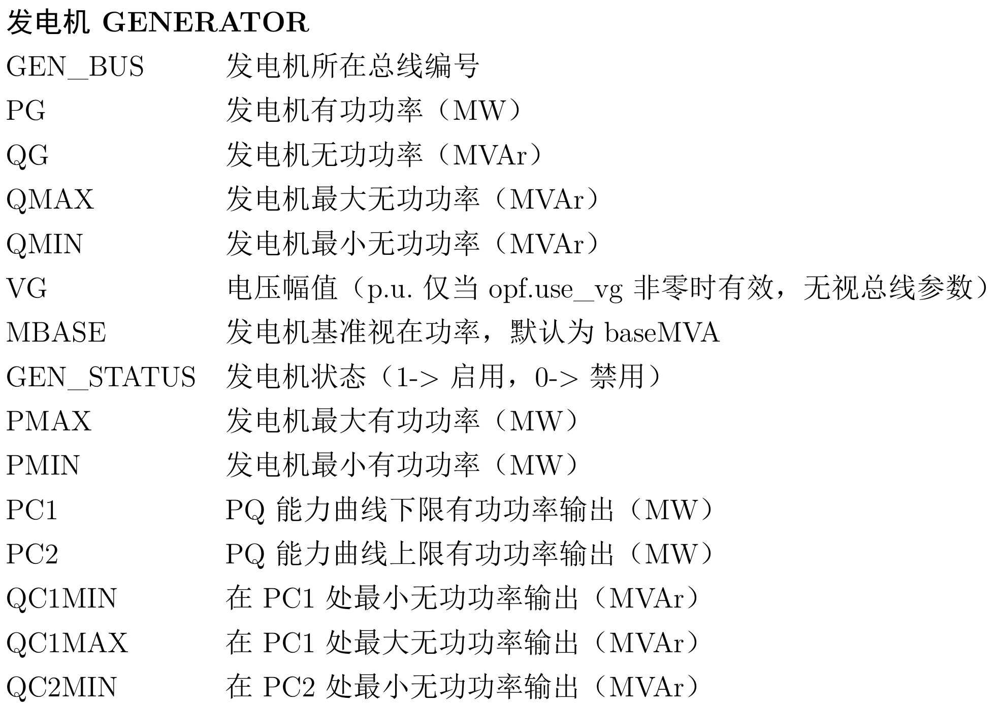 发电机 GENERATOR
GEN_BUS 发电机所在总线编号
PG 发电机有功功率（MW）
QG 发电机无功功率（MVAr）
QMAX 发电机最大无功功率（MVAr）
QMIN 发电机最小无功功率（MVAr）
VG 电压幅值（p.u. 仅当 opf.use_vg 非零时有效，无视总线参数）
MBASE 发电机基准视在功率，默认为 baseMVA
GEN_STATUS 发电机状态（1-> 启用，0-> 禁用）
PMAX 发电机最大有功功率（MW）
PMIN 发电机最小有功功率（MW）
PC1 PQ 能力曲线下限有功功率输出（MW）
PC2 PQ 能力曲线上限有功功率输出（MW）
QC1MIN 在 PC1 处最小无功功率输出（MVAr）
QC1MAX 在 PC1 处最大无功功率输出（MVAr）
QC2MIN 在 PC2 处最小无功功率输出（MVAr）